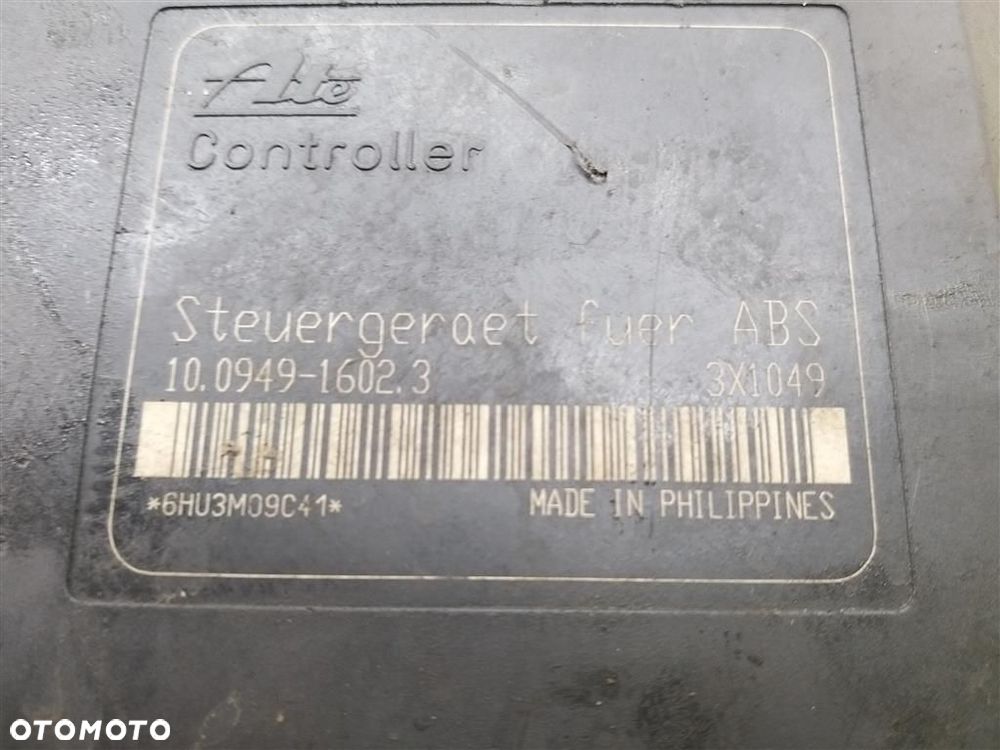 Ate
Controller
Steuergeraet fuer ABS
10.0949-1602.3 3X1049
*6HU3M09C41*
MADE IN PHILIPPINES
OTOMOTO